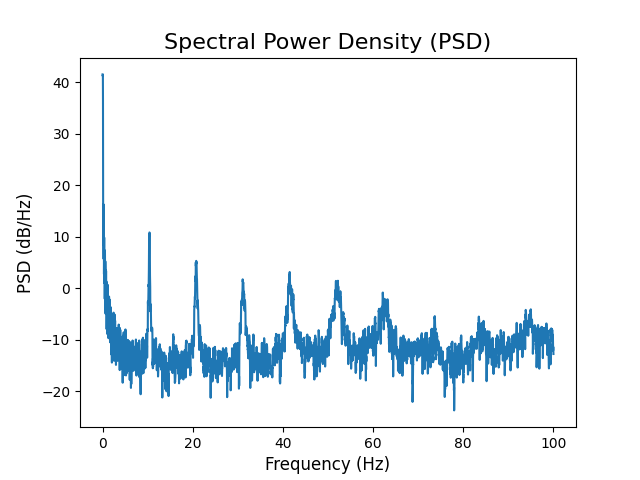 Spectral Power Density (PSD)
40
30
20
10
0
−10
−20
PSD (dB/Hz)
0 20 40 60 80 100
Frequency (Hz)